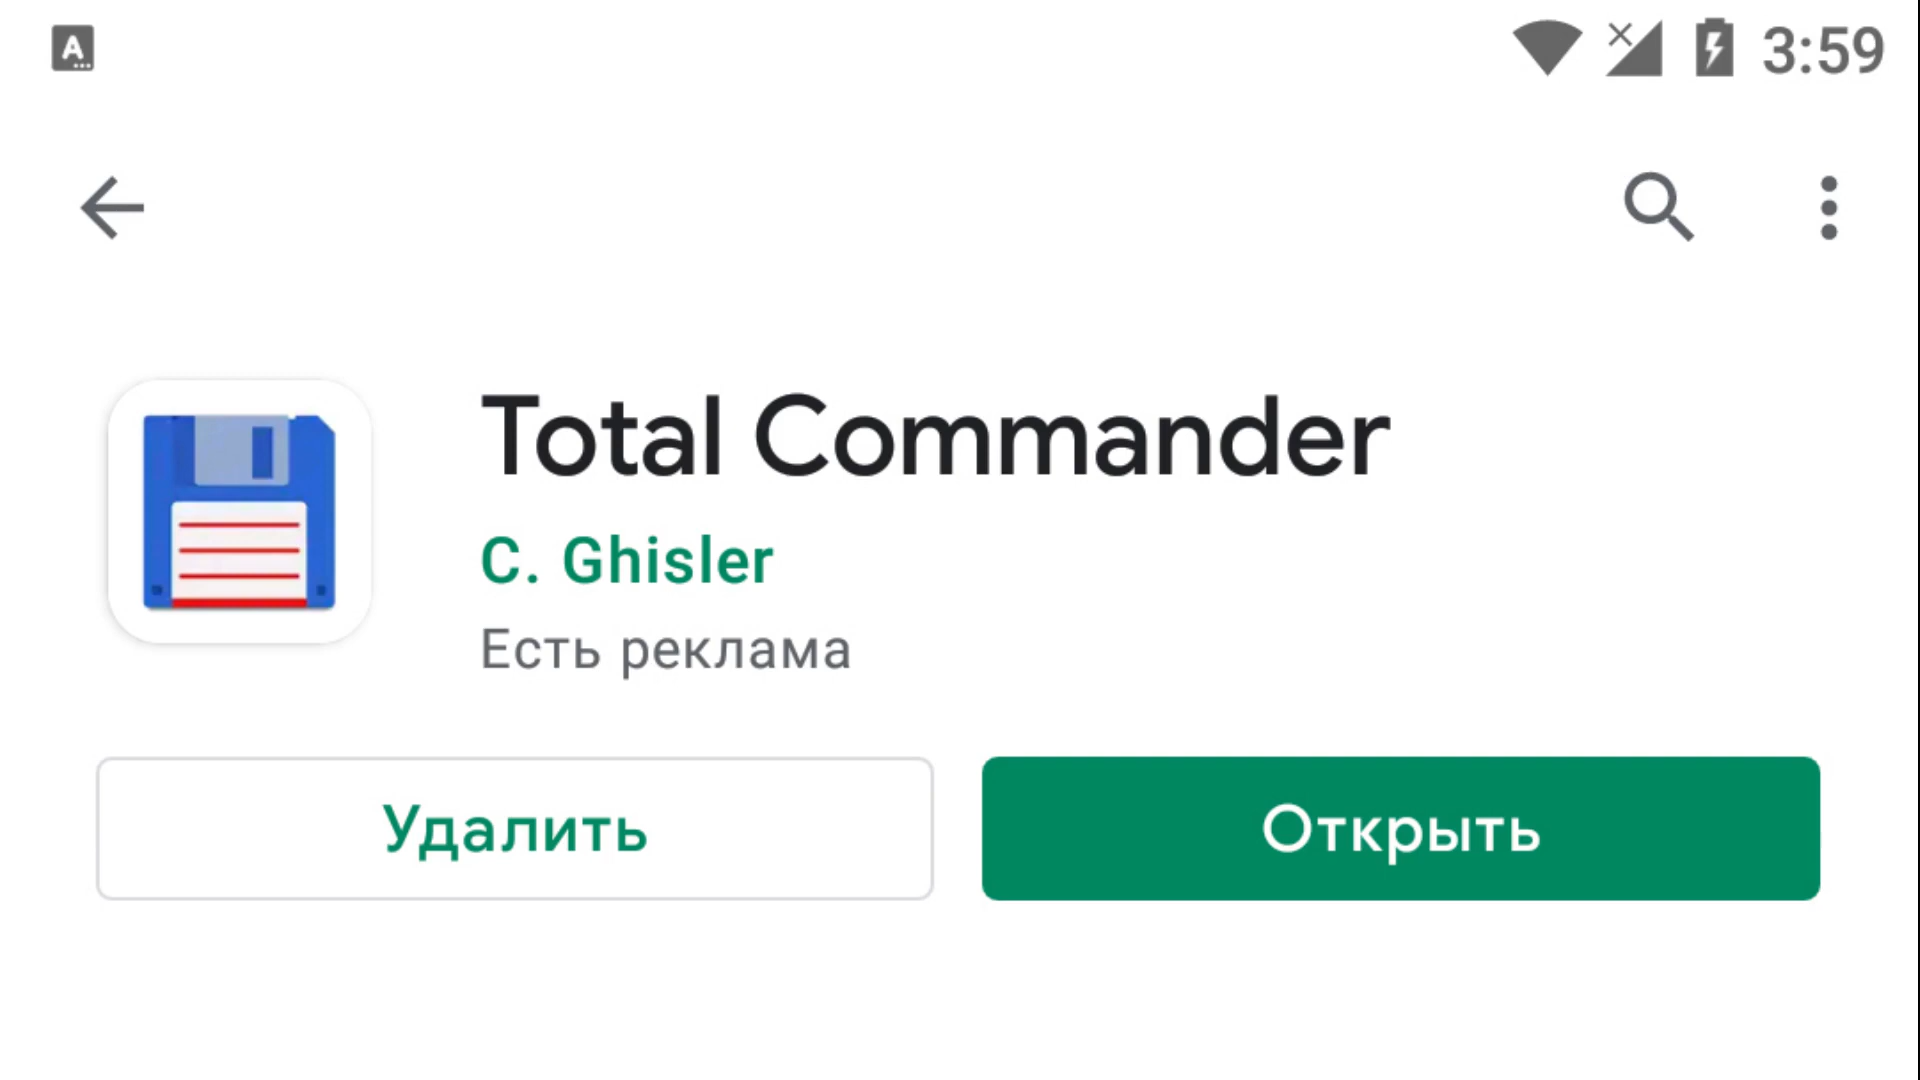 A
3:59
Total Commander
C. Ghisler
Есть реклама
Удалить
Открыть